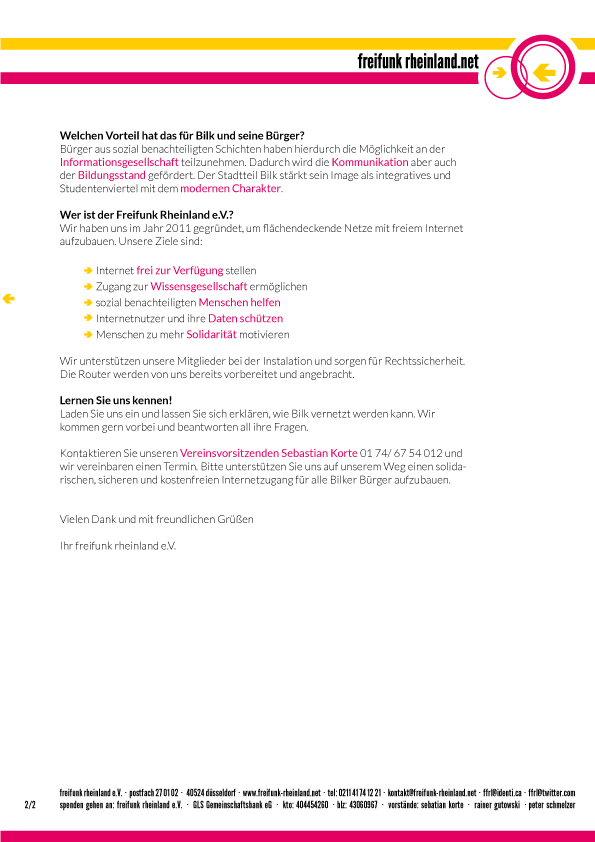 freifunk rheinland.net
Welchen Vorteil hat das für Bilk und seine Bürger?
Bürger aus sozial benachteiligten Schichten haben hierdurch die Möglichkeit an der
Informationsgesellschaft teilzunehmen. Dadurch wird die Kommunikation aber auch
der Bildungsstand gefördert. Der Stadtteil Bilk stärkt sein Image als integratives und
Studentenviertel mit dem modernen Charakter.
Wer ist der Freifunk Rheinland e.V.?
Wir haben uns im Jahr 2011 gegründet, um flächendeckende Netze mit freiem Internet
aufzubauen. Unsere Ziele sind:
Internet frei zur Verfügung stellen
Zugang zur Wissensgesellschaft ermöglichen
sozial benachteiligten Menschen helfen
Internetnutzer und ihre Daten schützen
Menschen zu mehr Solidarität motivieren
Wir unterstützen unsere Mitglieder bei der Instalation und sorgen für Rechtssicherheit.
Die Router werden von uns bereits vorbereitet und angebracht.
Lernen Sie uns kennen!
Laden Sie uns ein und lassen Sie sich erklären, wie Bilk vernetzt werden kann. Wir
kommen gern vorbei und beantworten all ihre Fragen.
Kontaktieren Sie unseren Vereinsvorsitzenden Sebastian Korte 01 74/ 67 54 012 und
wir vereinbaren einen Termin. Bitte unterstützen Sie uns auf unserem Weg einen solida-
rischen, sicheren und kostenfreien Internetzugang für alle Bilker Bürger aufzubauen.
Vielen Dank und mit freundlichen Grüßen
Ihr freifunk rheinland e.V.
freifunk rheinland e.V. · postfach 27 01 02 · 40524 düsseldorf · www.freifunk-rheinland.net · tel: 0211 4 174 12 21 · kontakt@freifunk-rheinland.net · ffrl@identi.ca · ffrl@twitter.com
2/2 spenden gehen an: freifunk rheinland e.V. · GLS Gemeinschaftsbank eG · kto: 404454260 · blz: 43060967 · vorstände: sebatian korte · rainer gutowski · peter schmelzer